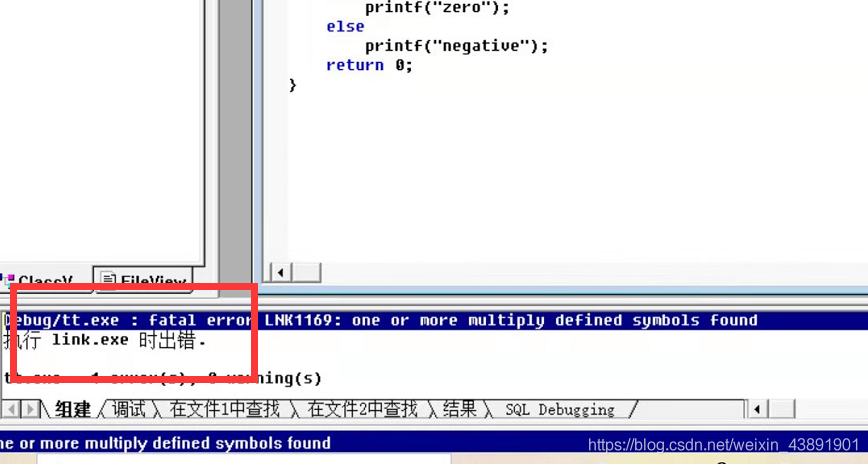 printf("zero");
else
printf("negative");
return 0;
}
ClassV
FileView
Debug/tt.exe : fatal error LNK1169: one or more multiply defined symbols found
执行 link.exe 时出错.
tt.exe - 1 error(s), 0 warning(s)
组建 调试 在文件1中查找 在文件2中查找 结果 SQL Debugging
ne or more multiply defined symbols found
https://blog.csdn.net/weixin_43891901